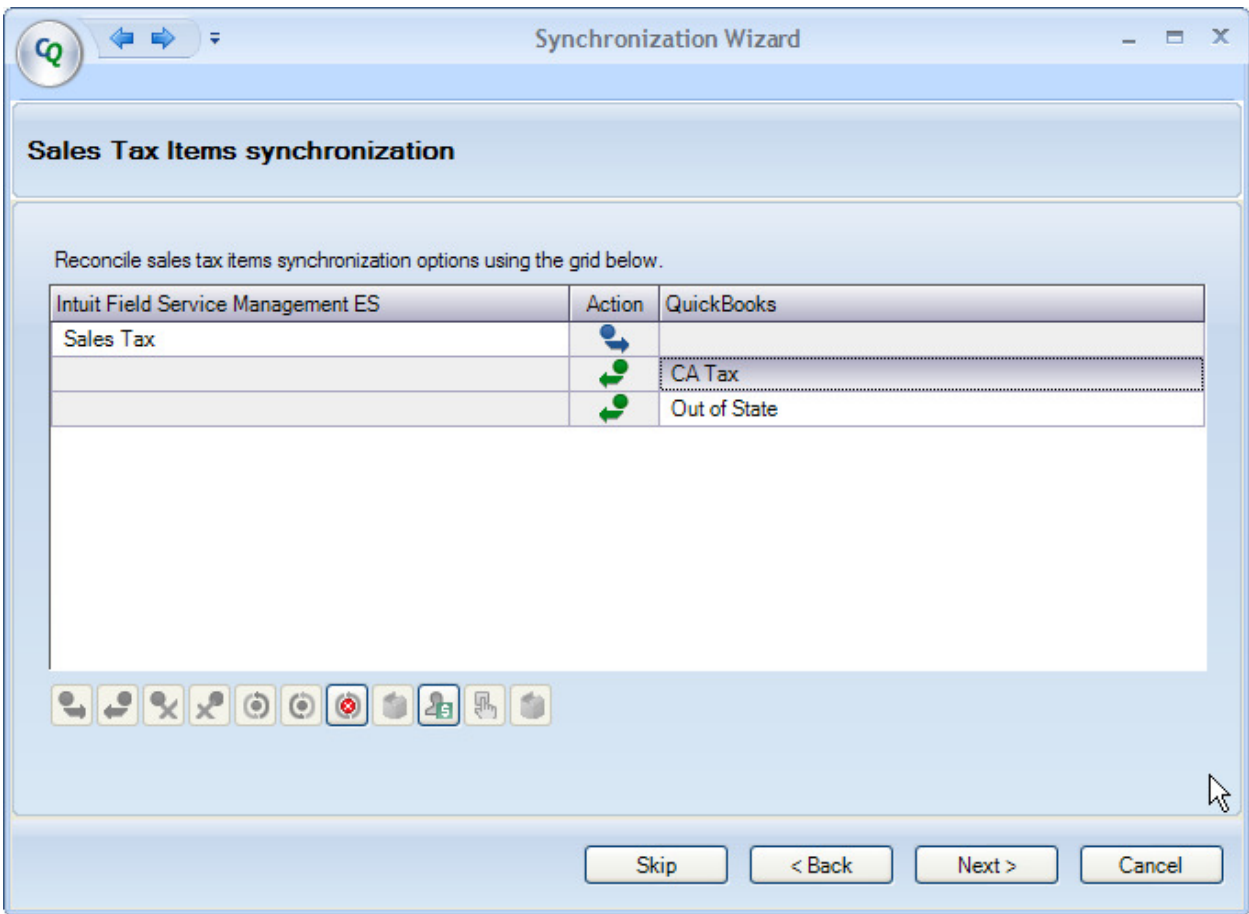 CQ
Synchronization Wizard
Sales Tax Items synchronization
Reconcile sales tax items synchronization options using the grid below.
Intuit Field Service Management ES Action QuickBooks
Sales Tax
CA Tax
Out of State
Skip < Back Next > Cancel